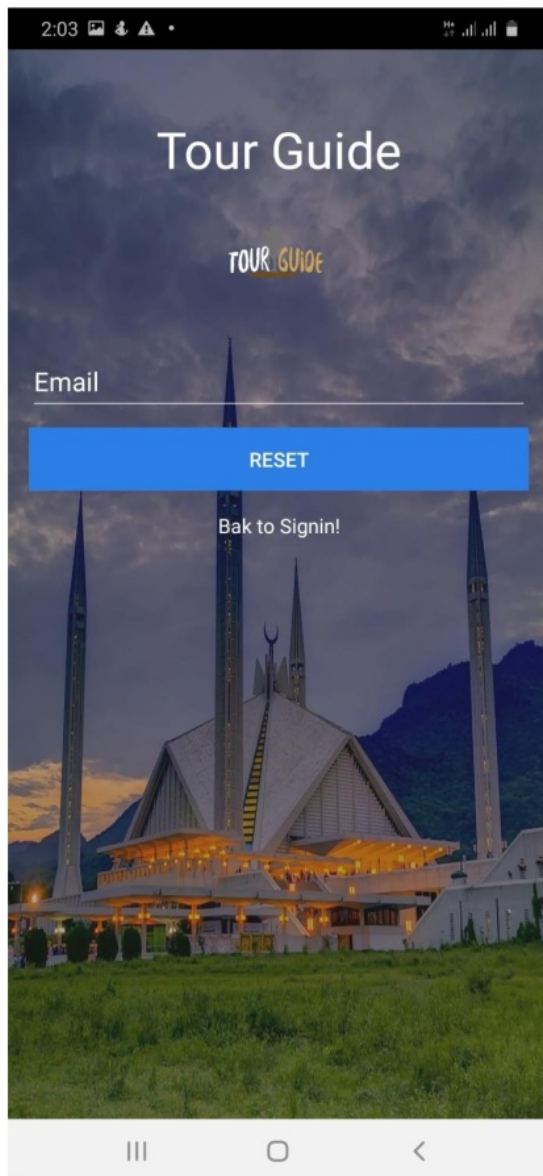 2:03
H+
Tour Guide
TOUR GUIDE
Email
RESET
Bak to Signin!